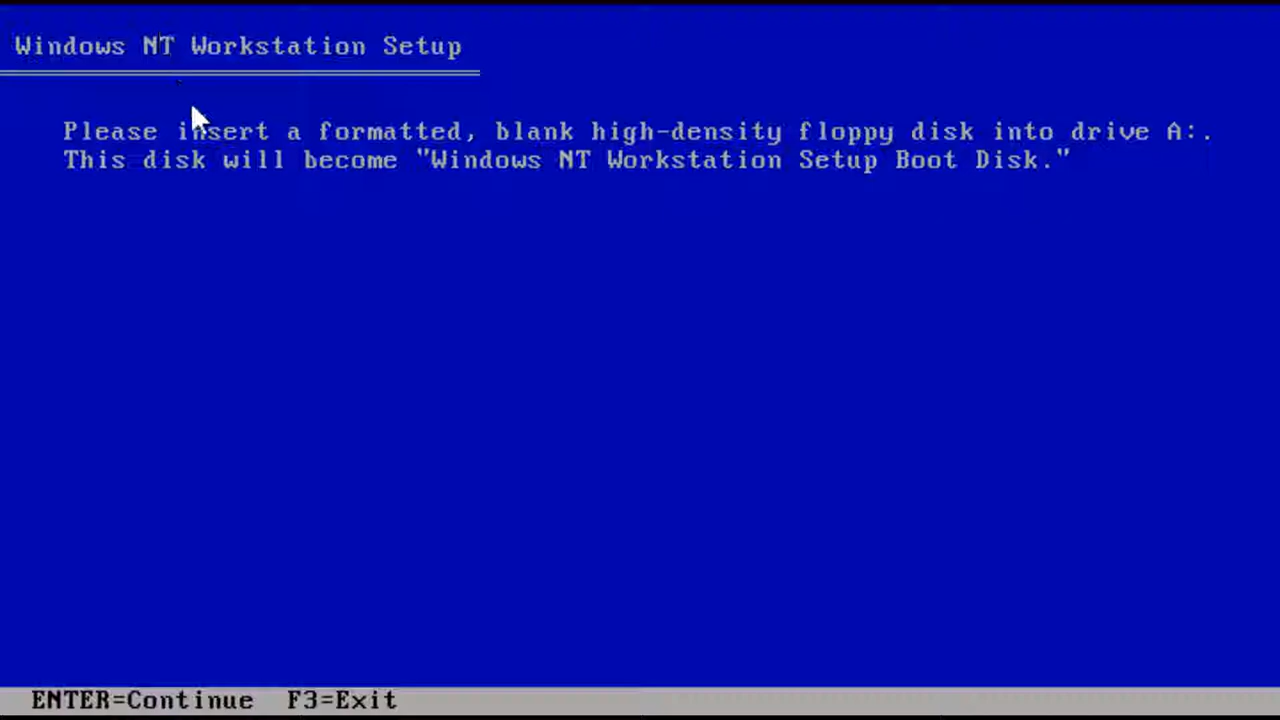 Windows NT Workstation Setup
Please insert a formatted, blank high-density floppy disk into drive A:.
This disk will become "Windows NT Workstation Setup Boot Disk."
ENTER=Continue  F3=Exit